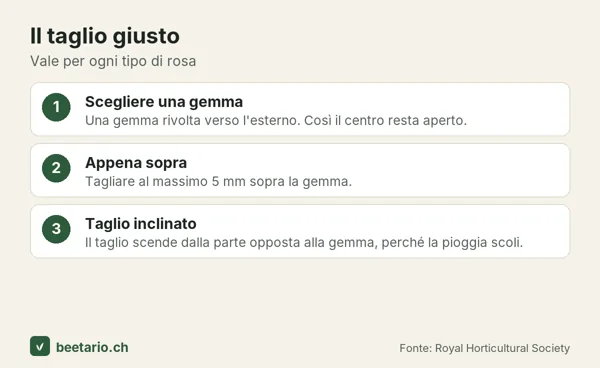 Il taglio giusto
Vale per ogni tipo di rosa
1
Scegliere una gemma
Una gemma rivolta verso l'esterno. Così il centro resta aperto.
2
Appena sopra
Tagliare al massimo 5 mm sopra la gemma.
3
Taglio inclinato
Il taglio scende dalla parte opposta alla gemma, perché la pioggia scoli.
beetario.ch
Fonte: Royal Horticultural Society